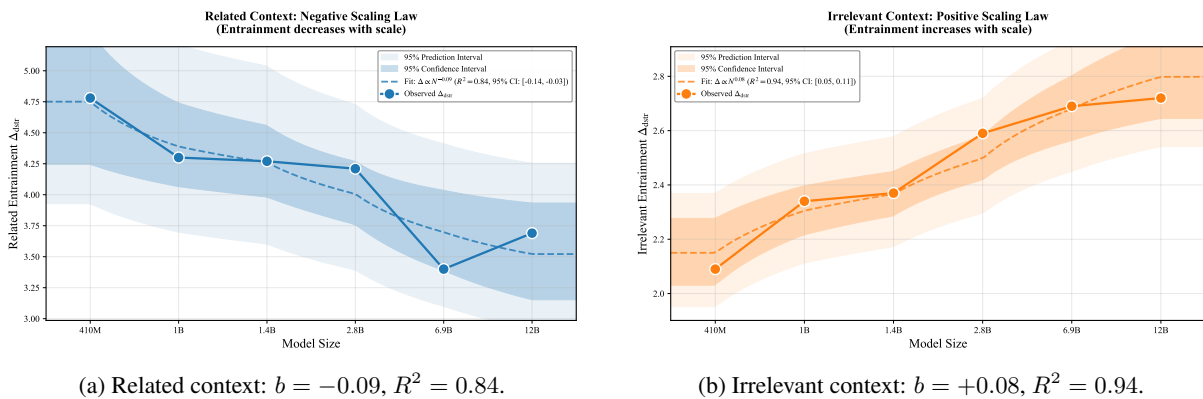 Related Context: Negative Scaling Law
(Entrainment decreases with scale)
95% Prediction Interval
95% Confidence Interval
Fit: Δ ∝ N^−0.09 (R² = 0.84, 95% CI: [-0.14, -0.03])
Observed Δ_dstr
Related Entrainment Δ_dstr
5.00
4.75
4.50
4.25
4.00
3.75
3.50
3.25
3.00
410M
1B
1.4B
2.8B
6.9B
12B
Model Size
(a) Related context: b = −0.09, R² = 0.84.
Irrelevant Context: Positive Scaling Law
(Entrainment increases with scale)
95% Prediction Interval
95% Confidence Interval
Fit: Δ ∝ N^0.08 (R² = 0.94, 95% CI: [0.05, 0.11])
Observed Δ_dstr
Irrelevant Entrainment Δ_dstr
2.8
2.6
2.4
2.2
2.0
410M
1B
1.4B
2.8B
6.9B
12B
Model Size
(b) Irrelevant context: b = +0.08, R² = 0.94.